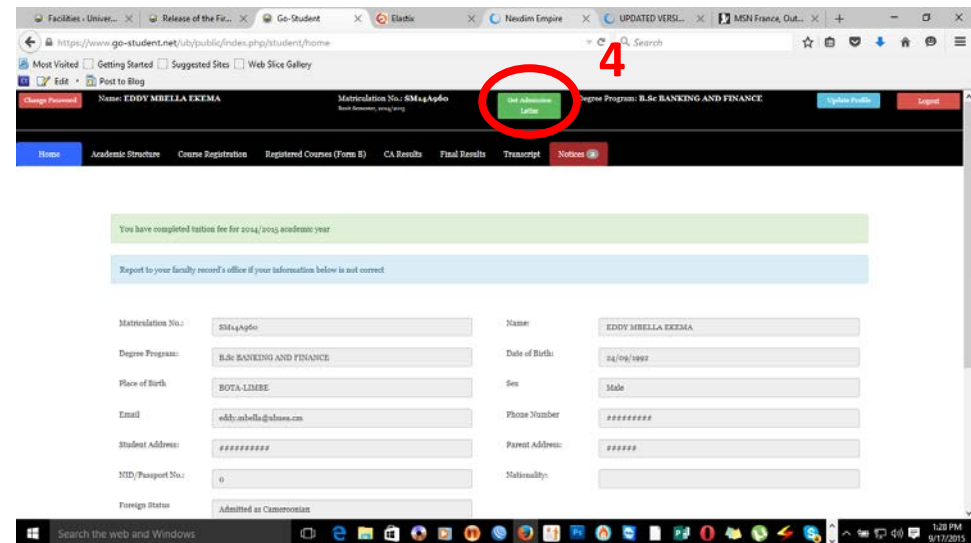 Facilities - Univer... Release of the Fir... Go-Student Elastix Nexdim Empire UPDATED VERSI... MSN France, Out...
https://www.go-student.net/ub/public/index.php/student/home Search
4
Most Visited Getting Started Suggested Sites Web Slice Gallery
Edit Post to Blog
Change Password Name: EDDY MBELLA EKEMA Matriculation No.: SM14A960 Get Admission Letter Degree Program: B.Sc BANKING AND FINANCE Update Profile Logout
Home Academic Structure Course Registration Registered Courses (Form B) CA Results Final Results Transcript Notices
You have completed tuition fee for 2014/2015 academic year
Report to your faculty record's office if your information below is not correct
Matriculation No.: SM14A960 Name: EDDY MBELLA EKEMA
Degree Program: B.Sc BANKING AND FINANCE Date of Birth: 24/09/1992
Place of Birth BOTA-LIMBE Sex Male
Email eddy.mbella@ubuea.cm Phone Number #########
Student Address: ########## Parent Address: ######
NID/Passport No.: 0 Nationality:
Foreign Status Admitted as Cameroonian
Search the web and Windows 1:28 PM
9/17/2015